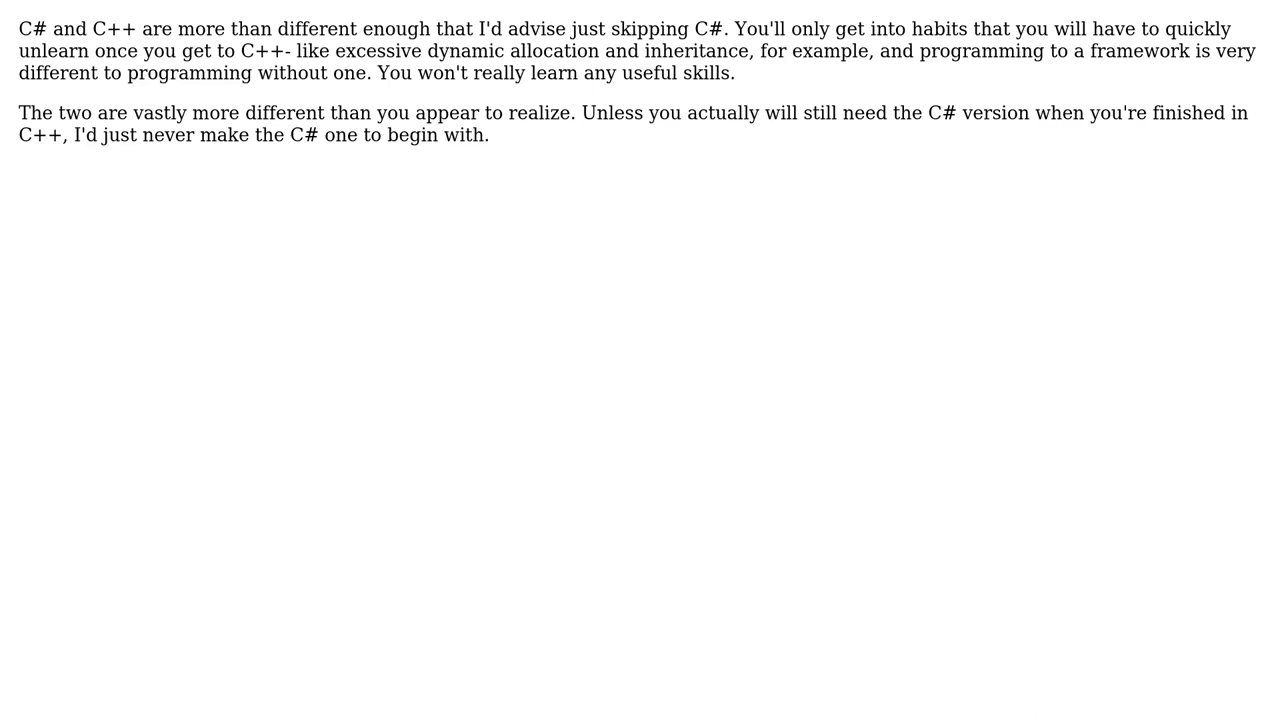 C# and C++ are more than different enough that I'd advise just skipping C#. You'll only get into habits that you will have to quickly
unlearn once you get to C++- like excessive dynamic allocation and inheritance, for example, and programming to a framework is very
different to programming without one. You won't really learn any useful skills.
The two are vastly more different than you appear to realize. Unless you actually will still need the C# version when you're finished in
C++, I'd just never make the C# one to begin with.